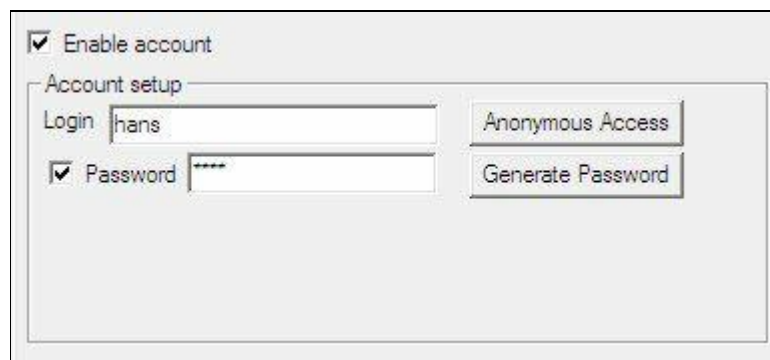 Enable account
Account setup
Login hans Anonymous Access
Password **** Generate Password